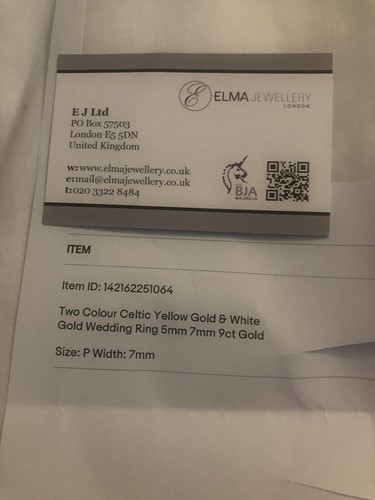 ELMA JEWELLERY
LONDON
E J Ltd
PO Box 57503
London E5 5DN
United Kingdom
w: www.elmajewellery.co.uk
e: mail@elmajewellery.co.uk
t: 020 3322 8484
BJA
ITEM
Item ID: 142162251064
Two Colour Celtic Yellow Gold & White
Gold Wedding Ring 5mm 7mm 9ct Gold
Size: P Width: 7mm